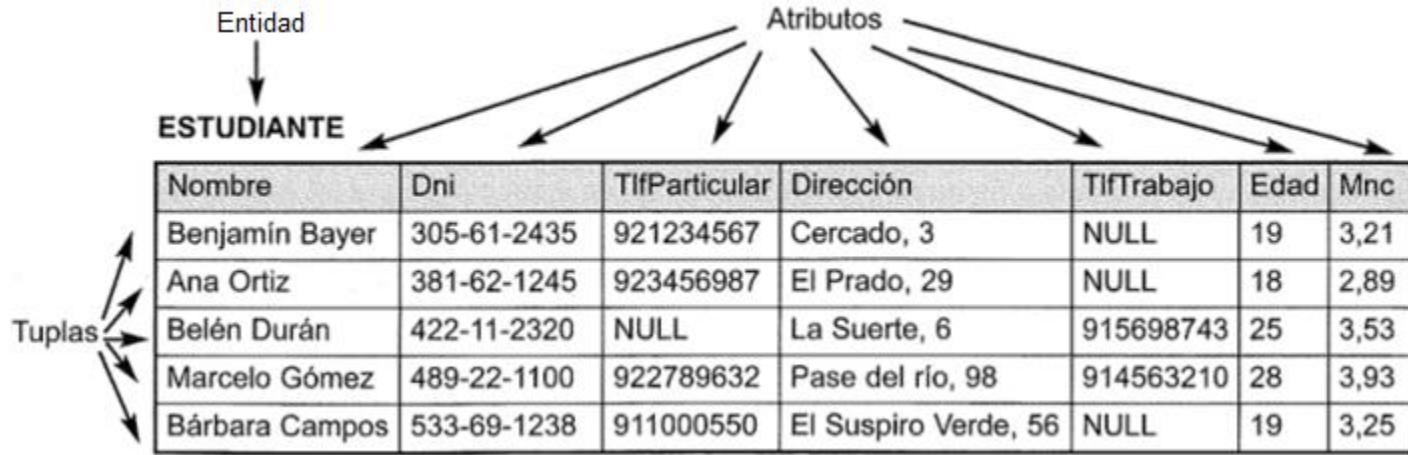 Entidad
Atributos
ESTUDIANTE
Nombre Dni TlfParticular Dirección TlfTrabajo Edad Mnc
Benjamín Bayer 305-61-2435 921234567 Cercado, 3 NULL 19 3,21
Ana Ortiz 381-62-1245 923456987 El Prado, 29 NULL 18 2,89
Tuplas Belén Durán 422-11-2320 NULL La Suerte, 6 915698743 25 3,53
Marcelo Gómez 489-22-1100 922789632 Pase del río, 98 914563210 28 3,93
Bárbara Campos 533-69-1238 911000550 El Suspiro Verde, 56 NULL 19 3,25